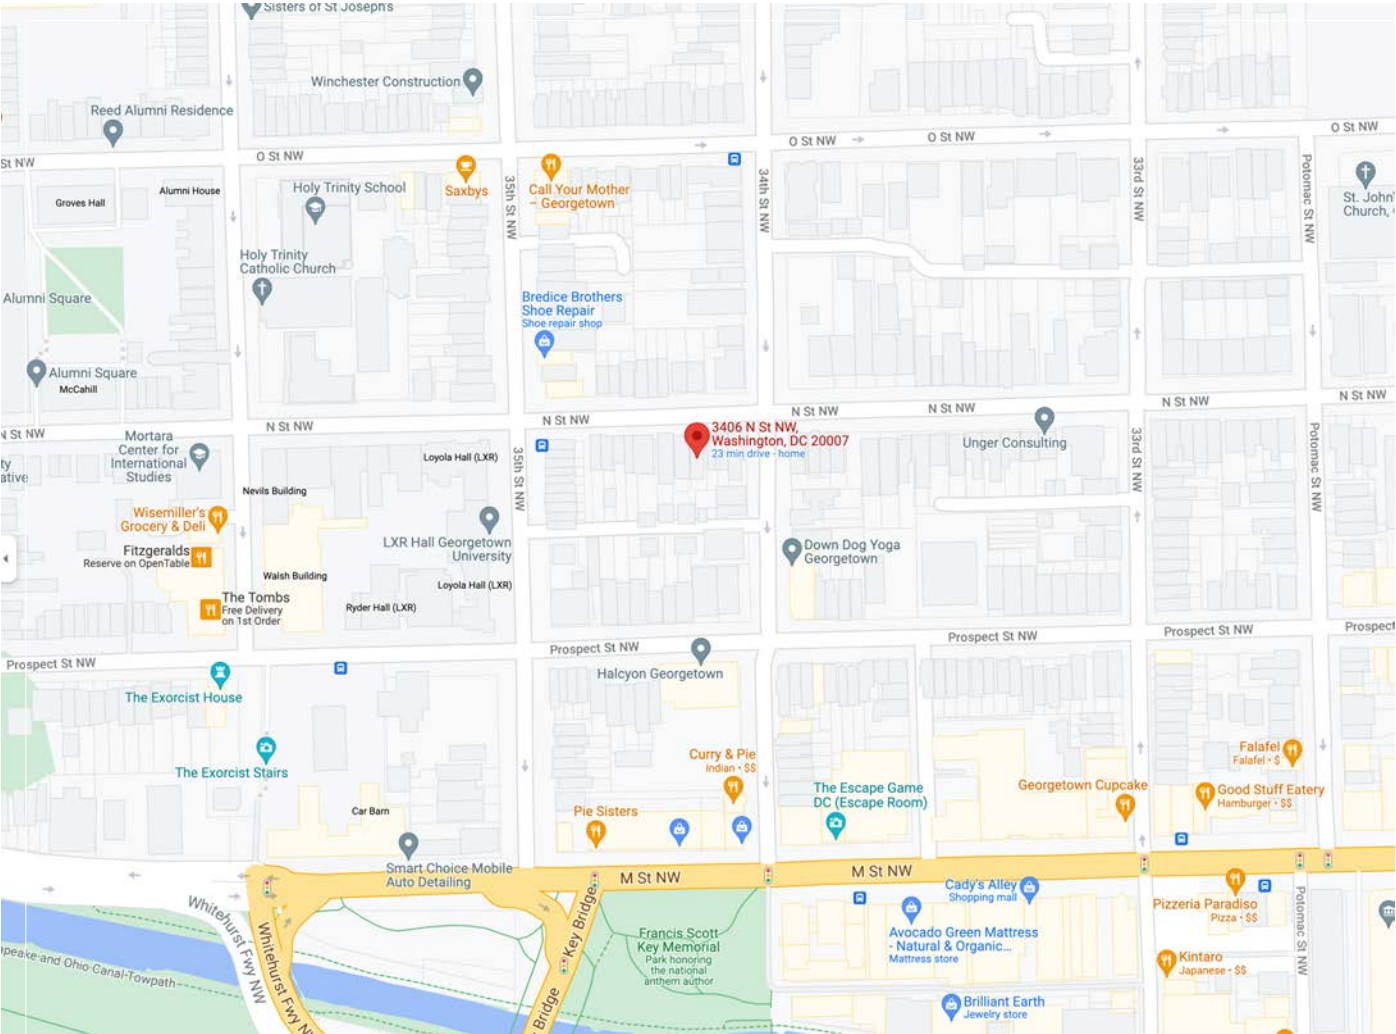 Sisters of St Joseph's
Winchester Construction
Reed Alumni Residence
O St NW
O St NW
O St NW
St NW
O St NW
Alumni House
Groves Hall
Holy Trinity School
Saxbys
35th St NW
Call Your Mother
– Georgetown
34th St NW
33rd St NW
Potomac St NW
St. John'
Church,
Holy Trinity
Catholic Church
Alumni Square
Bredice Brothers
Shoe Repair
Shoe repair shop
Alumni Square
McCahill
N St NW
N St NW
N St NW
N St NW
N St NW
N St NW
N St NW
3406 N St NW,
Washington, DC 20007
23 min drive - home
Unger Consulting
Mortara
Center for
International
Studies
ty
ative
Loyola Hall (LXR)
35th St NW
33rd St NW
Potomac St NW
Nevils Building
Wisemiller's
Grocery & Deli
LXR Hall Georgetown
University
Fitzgeralds
Reserve on OpenTable
Down Dog Yoga
Georgetown
Walsh Building
Loyola Hall (LXR)
The Tombs
Free Delivery
on 1st Order
Ryder Hall (LXR)
Prospect St NW
Prospect St NW
Prospect St NW
Prospect St NW
Prospect
Halcyon Georgetown
The Exorcist House
The Exorcist Stairs
Curry & Pie
Indian · $$
Falafel
Falafel · $
The Escape Game
DC (Escape Room)
Georgetown Cupcake
Good Stuff Eatery
Hamburger · $$
Car Barn
Pie Sisters
Smart Choice Mobile
Auto Detailing
M St NW
M St NW
Cady's Alley
Shopping mall
Pizzeria Paradiso
Pizza · $$
Potomac St NW
Whitehurst Fwy NW
Whitehurst Fwy N
Key Bridge
Bridge
Francis Scott
Key Memorial
Park honoring
the national
anthem author
Avocado Green Mattress
- Natural & Organic...
Mattress store
Kintaro
Japanese · $$
apeake and Ohio Canal Towpath
Brilliant Earth
Jewelry store